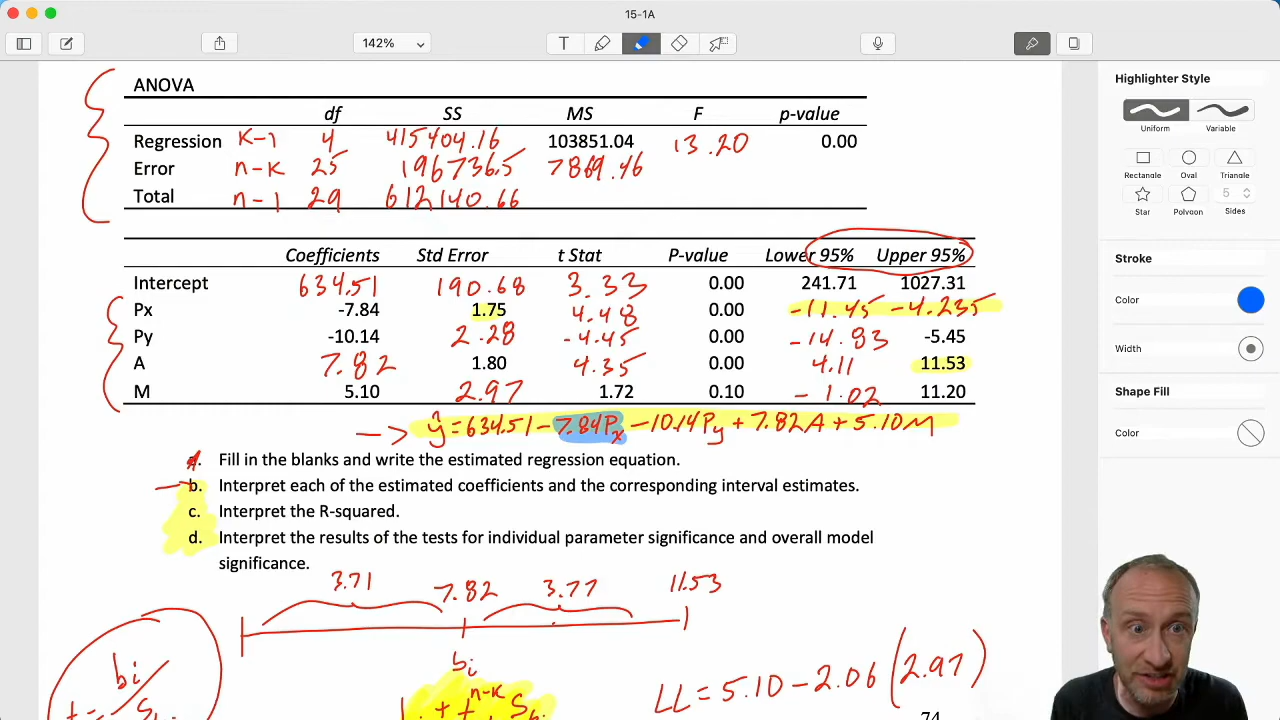 15-1A
142%
T
Highlighter Style
Uniform
Variable
Rectangle
Oval
Triangle
Star
Polygon
5
Sides
Stroke
Color
Width
Shape Fill
Color
ANOVA
df SS MS F p-value
Regression K-1 4 415404.16 103851.04 13.20 0.00
Error n-K 25 196736.5 7869.46
Total n-1 29 612140.66
Coefficients Std Error t Stat P-value Lower 95% Upper 95%
Intercept 634.51 190.68 3.33 0.00 241.71 1027.31
Px -7.84 1.75 4.48 0.00 -11.45 -4.235
Py -10.14 2.28 -4.45 0.00 -14.83 -5.45
A 7.82 1.80 4.35 0.00 4.11 11.53
M 5.10 2.97 1.72 0.10 -1.02 11.20
ŷ = 634.51 - 7.84Px - 10.14Py + 7.82A + 5.10M
a. Fill in the blanks and write the estimated regression equation.
b. Interpret each of the estimated coefficients and the corresponding interval estimates.
c. Interpret the R-squared.
d. Interpret the results of the tests for individual parameter significance and overall model
significance.
3.71 7.82 3.77 11.53
bi
bi
n-K
LL = 5.10 - 2.06 (2.97)
74